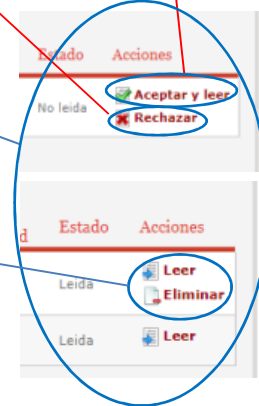 Estado Acciones
No leida Aceptar y leer
Rechazar
d Estado Acciones
Leida Leer
Eliminar
Leida Leer